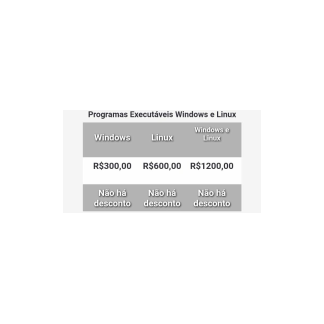 Programas Executáveis Windows e Linux
Windows Linux Windows e
Linux
R$300,00 R$600,00 R$1200,00
Não há Não há Não há
desconto desconto desconto